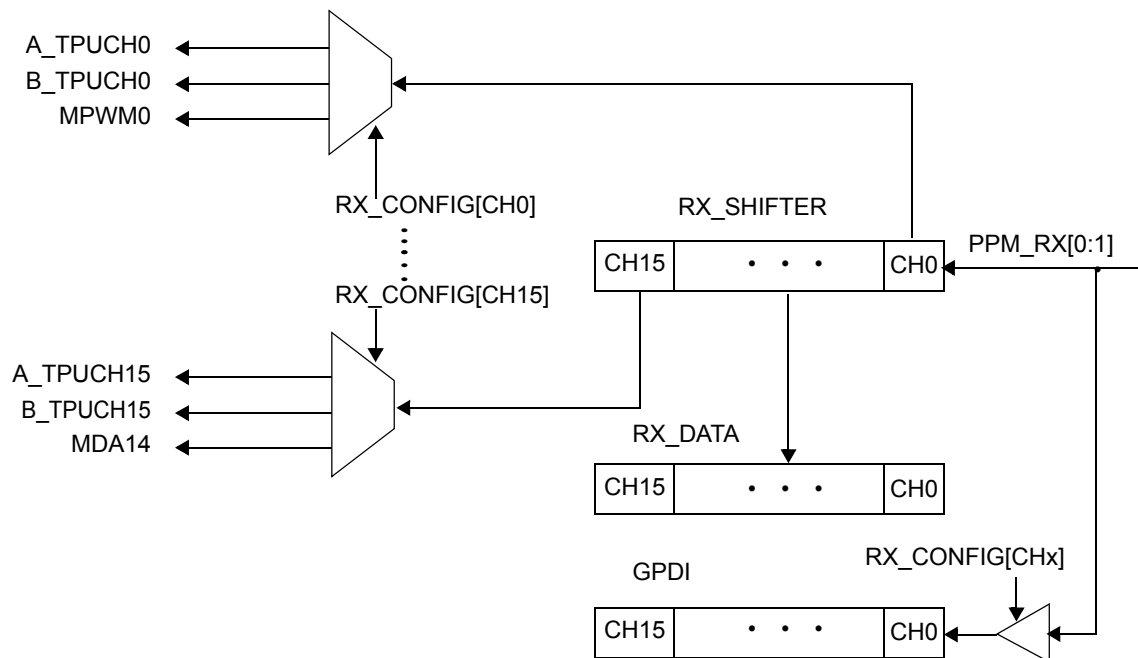 A_TPUCH0
B_TPUCH0
MPWM0
RX_CONFIG[CH0]
RX_SHIFTER
PPM_RX[0:1]
CH15 • • • CH0
RX_CONFIG[CH15]
A_TPUCH15
B_TPUCH15
MDA14
RX_DATA
CH15 • • • CH0
RX_CONFIG[CHx]
GPDI
CH15 • • • CH0